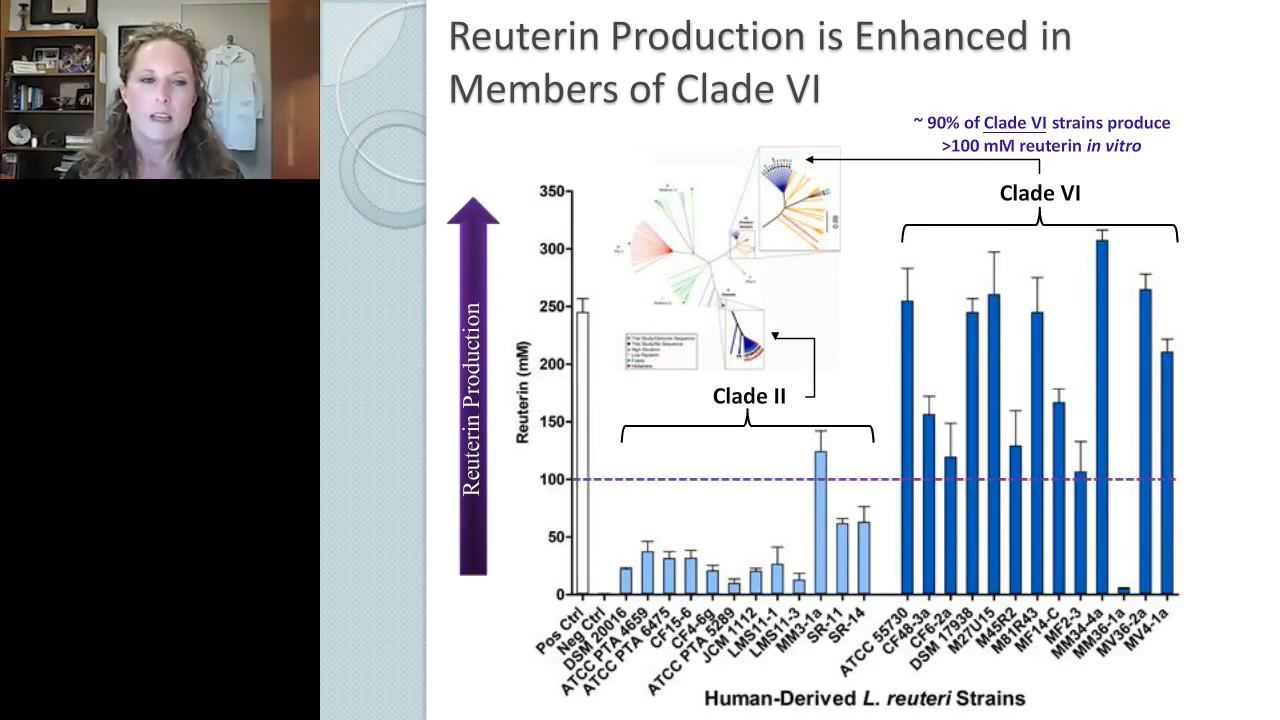 Reuterin Production is Enhanced in
Members of Clade VI
~ 90% of Clade VI strains produce
>100 mM reuterin in vitro
Clade VI
Clade II
Reuterin Production
Reuterin (mM)
350
300
250
200
150
100
50
0
Pos Ctrl
Neg Ctrl
DSM 20016
ATCC PTA 4659
ATCC PTA 6475
CF15-6
CF4-6g
ATCC PTA 5289
JCM 1112
LMS11-1
LMS11-3
MM3-1a
SR-11
SR-14
ATCC 55730
CF48-3a
CF6-2a
DSM 17938
M27U15
M45R2
M81R43
MF14-C
MF2-3
MM34-4a
MM36-1a
MV36-2a
MV4-1a
Human-Derived L. reuteri Strains